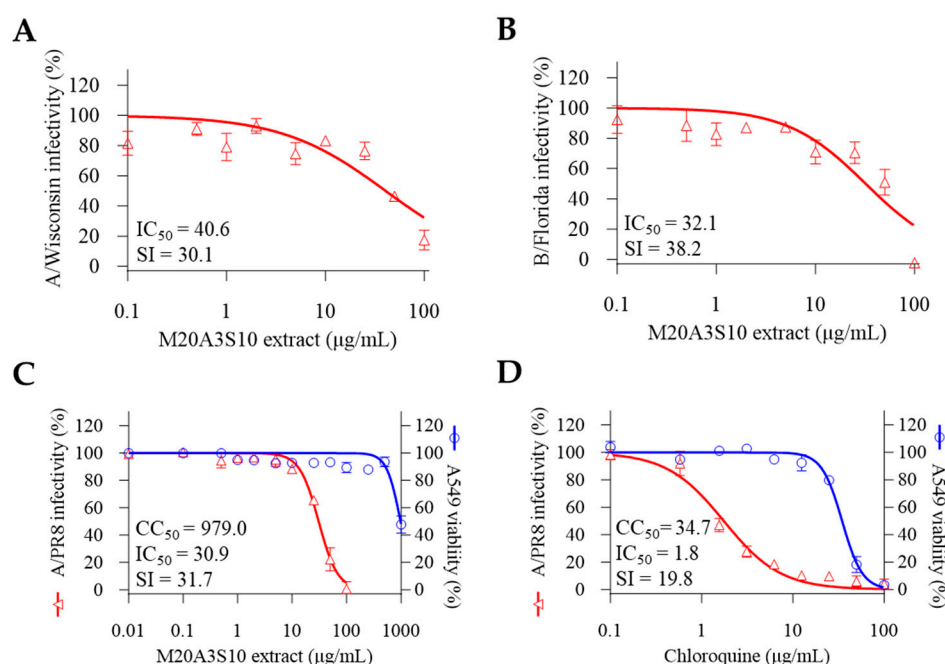 A
A/Wisconsin infectivity (%)
120
100
80
60
40
20
0
IC50 = 40.6
SI = 30.1
0.1
1
10
100
M20A3S10 extract (μg/mL)
B
B/Florida infectivity (%)
120
100
80
60
40
20
0
IC50 = 32.1
SI = 38.2
0.1
1
10
100
M20A3S10 extract (μg/mL)
C
A/PR8 infectivity (%)
120
100
80
60
40
20
0
CC50 = 979.0
IC50 = 30.9
SI = 31.7
120
100
80
60
40
20
0
A549 viability (%)
0.01
0.1
1
10
100
1000
M20A3S10 extract (μg/mL)
D
A/PR8 infectivity (%)
120
100
80
60
40
20
0
CC50 = 34.7
IC50 = 1.8
SI = 19.8
120
100
80
60
40
20
0
A549 viability (%)
0.1
1
10
100
Chloroquine (μg/mL)